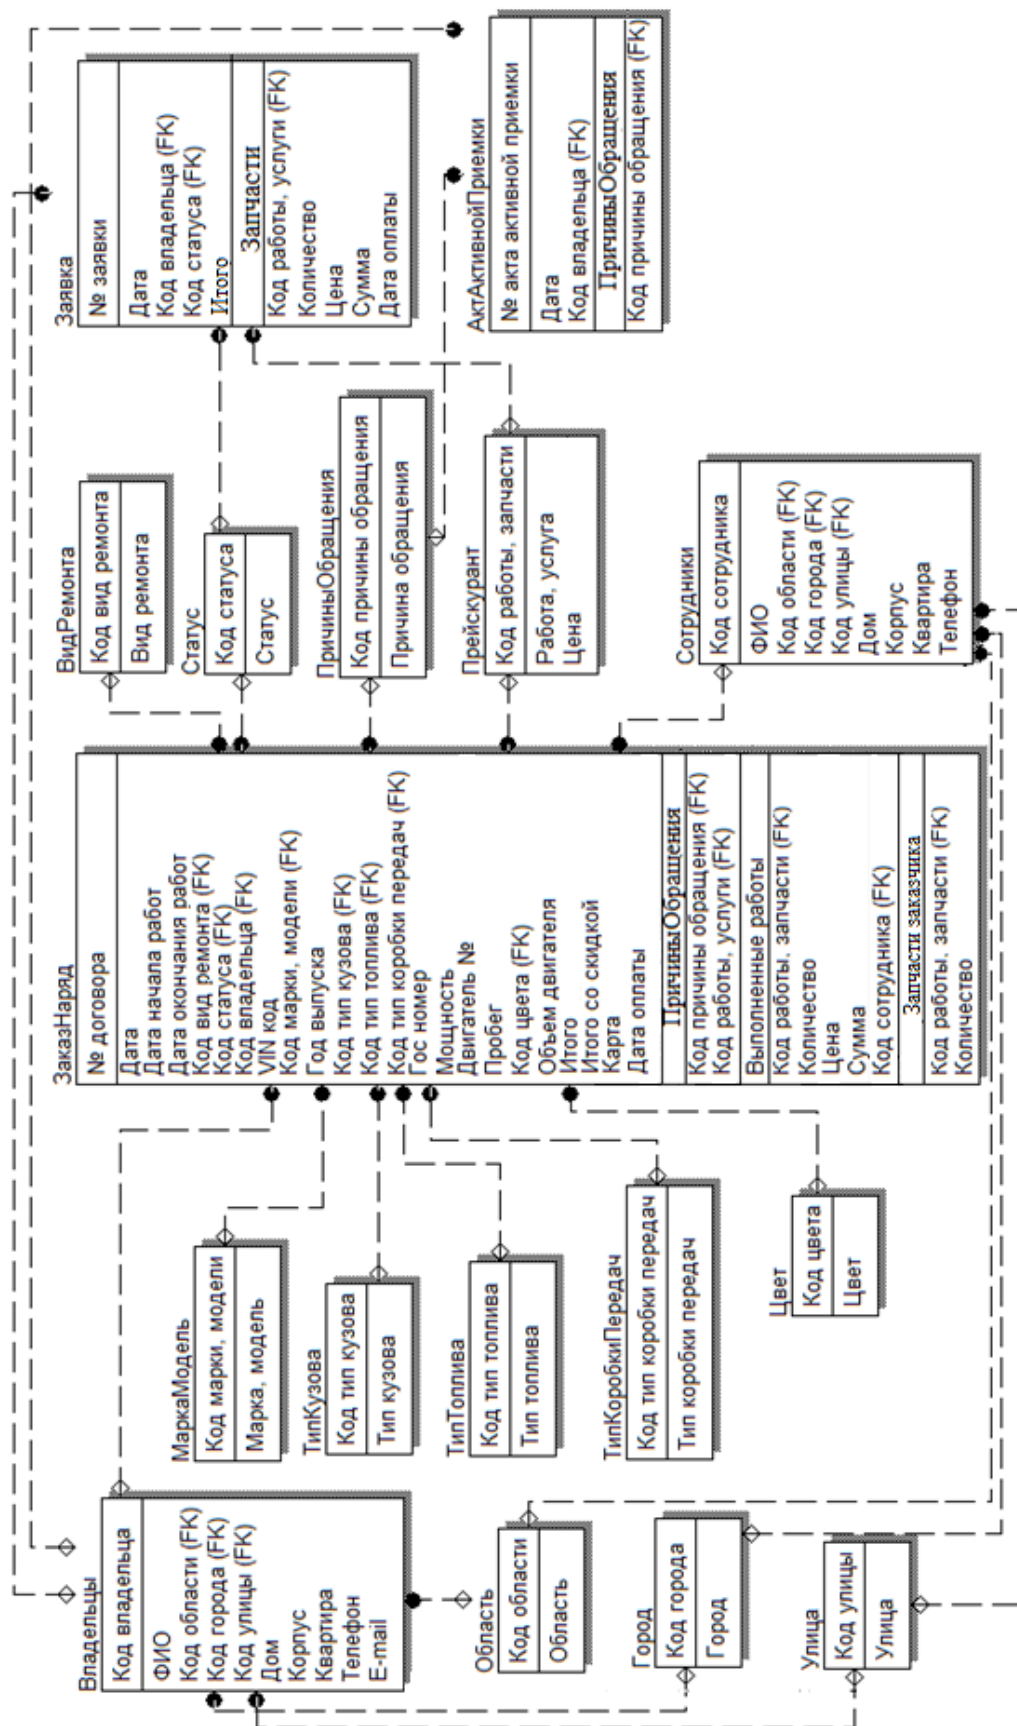 Владельцы
Код владельца
ФИО
Код области (FK)
Код города (FK)
Код улицы (FK)
Дом
Корпус
Квартира
Телефон
E-mail
Область
Код области
Область
Город
Код города
Город
Улица
Код улицы
Улица
МаркаМодель
Код марки, модели
Марка, модель
ТипКузова
Код тип кузова
Тип кузова
ТипТоплива
Код тип топлива
Тип топлива
ТипКоробкиПередач
Код тип коробки передач
Тип коробки передач
Цвет
Код цвета
Цвет
ЗаказНаряд
№ договора
Дата
Дата начала работ
Дата окончания работ
Код вид ремонта (FK)
Код статуса (FK)
Код владельца (FK)
VIN код
Код марки, модели (FK)
Год выпуска
Код тип кузова (FK)
Код тип топлива (FK)
Код тип коробки передач (FK)
Гос номер
Мощность
Двигатель №
Пробег
Код цвета (FK)
Объем двигателя
Итого
Итого со скидкой
Карта
Дата оплаты
ПричиныОбращения
Код причины обращения (FK)
Код работы, услуги (FK)
Выполненные работы
Код работы, запчасти (FK)
Количество
Цена
Сумма
Код сотрудника (FK)
Запчасти заказчика
Код работы, запчасти (FK)
Количество
ВидРемонта
Код вид ремонта
Вид ремонта
Статус
Код статуса
Статус
ПричиныОбращения
Код причины обращения
Причина обращения
Прейскурант
Код работы, запчасти
Работа, услуга
Цена
Сотрудники
Код сотрудника
ФИО
Код области (FK)
Код города (FK)
Код улицы (FK)
Дом
Корпус
Квартира
Телефон
Заявка
№ заявки
Дата
Код владельца (FK)
Код статуса (FK)
Итого
Запчасти
Код работы, услуги (FK)
Количество
Цена
Сумма
Дата оплаты
АктАктивнойПриемки
№ акта активной приемки
Дата
Код владельца (FK)
ПричиныОбращения
Код причины обращения (FK)